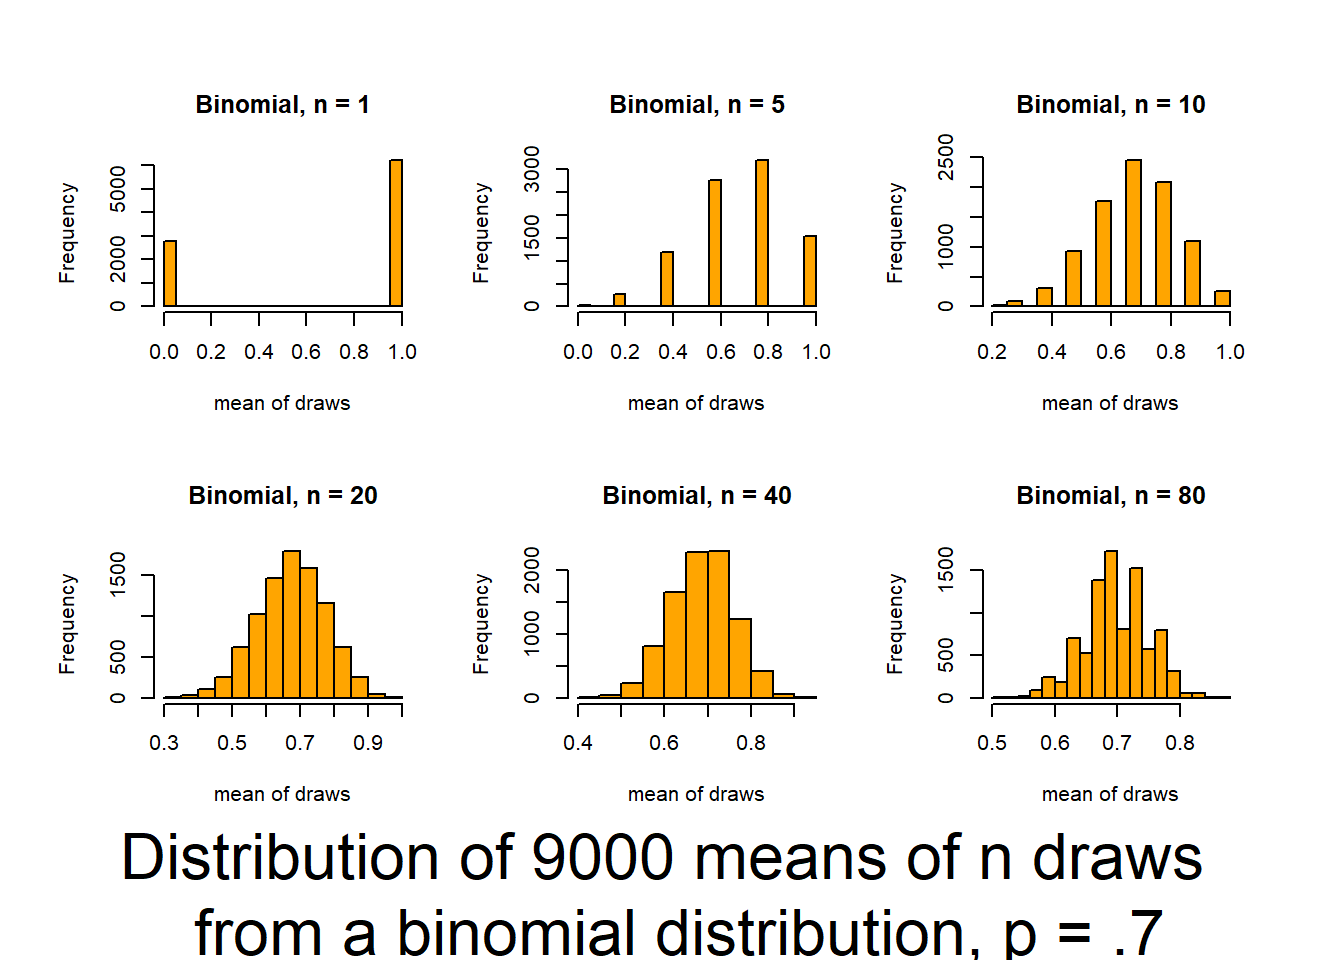 Binomial, n = 1
Frequency
0 2000 5000
0.0 0.2 0.4 0.6 0.8 1.0
mean of draws
Binomial, n = 5
Frequency
0 1500 3000
0.0 0.2 0.4 0.6 0.8 1.0
mean of draws
Binomial, n = 10
Frequency
0 1000 2500
0.2 0.4 0.6 0.8 1.0
mean of draws
Binomial, n = 20
Frequency
0 500 1500
0.3 0.5 0.7 0.9
mean of draws
Binomial, n = 40
Frequency
0 1000 2000
0.4 0.6 0.8
mean of draws
Binomial, n = 80
Frequency
0 500 1500
0.5 0.6 0.7 0.8
mean of draws
Distribution of 9000 means of n draws
from a binomial distribution, p = .7